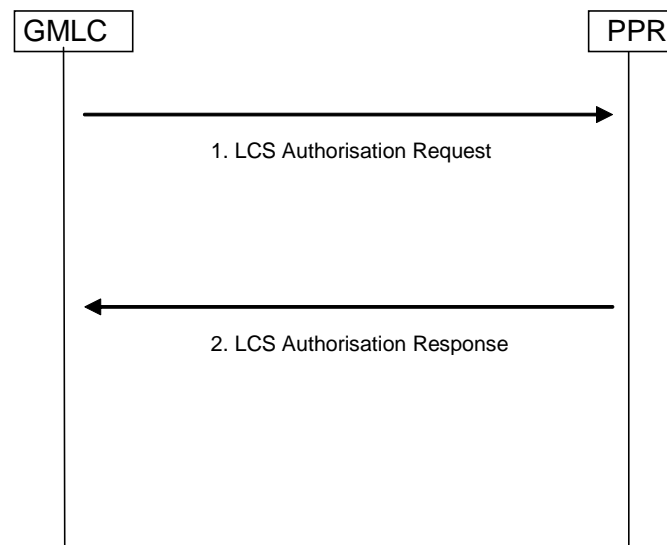 GMLC
PPR
1. LCS Authorisation Request
2. LCS Authorisation Response